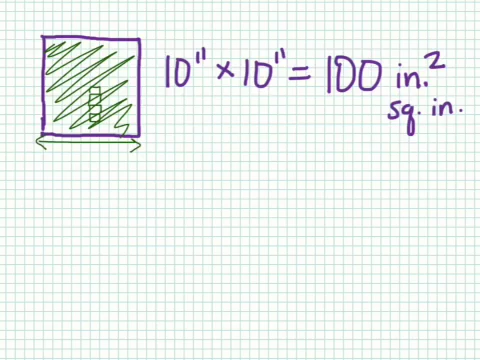 10" × 10" = 100 in.²
sq. in.